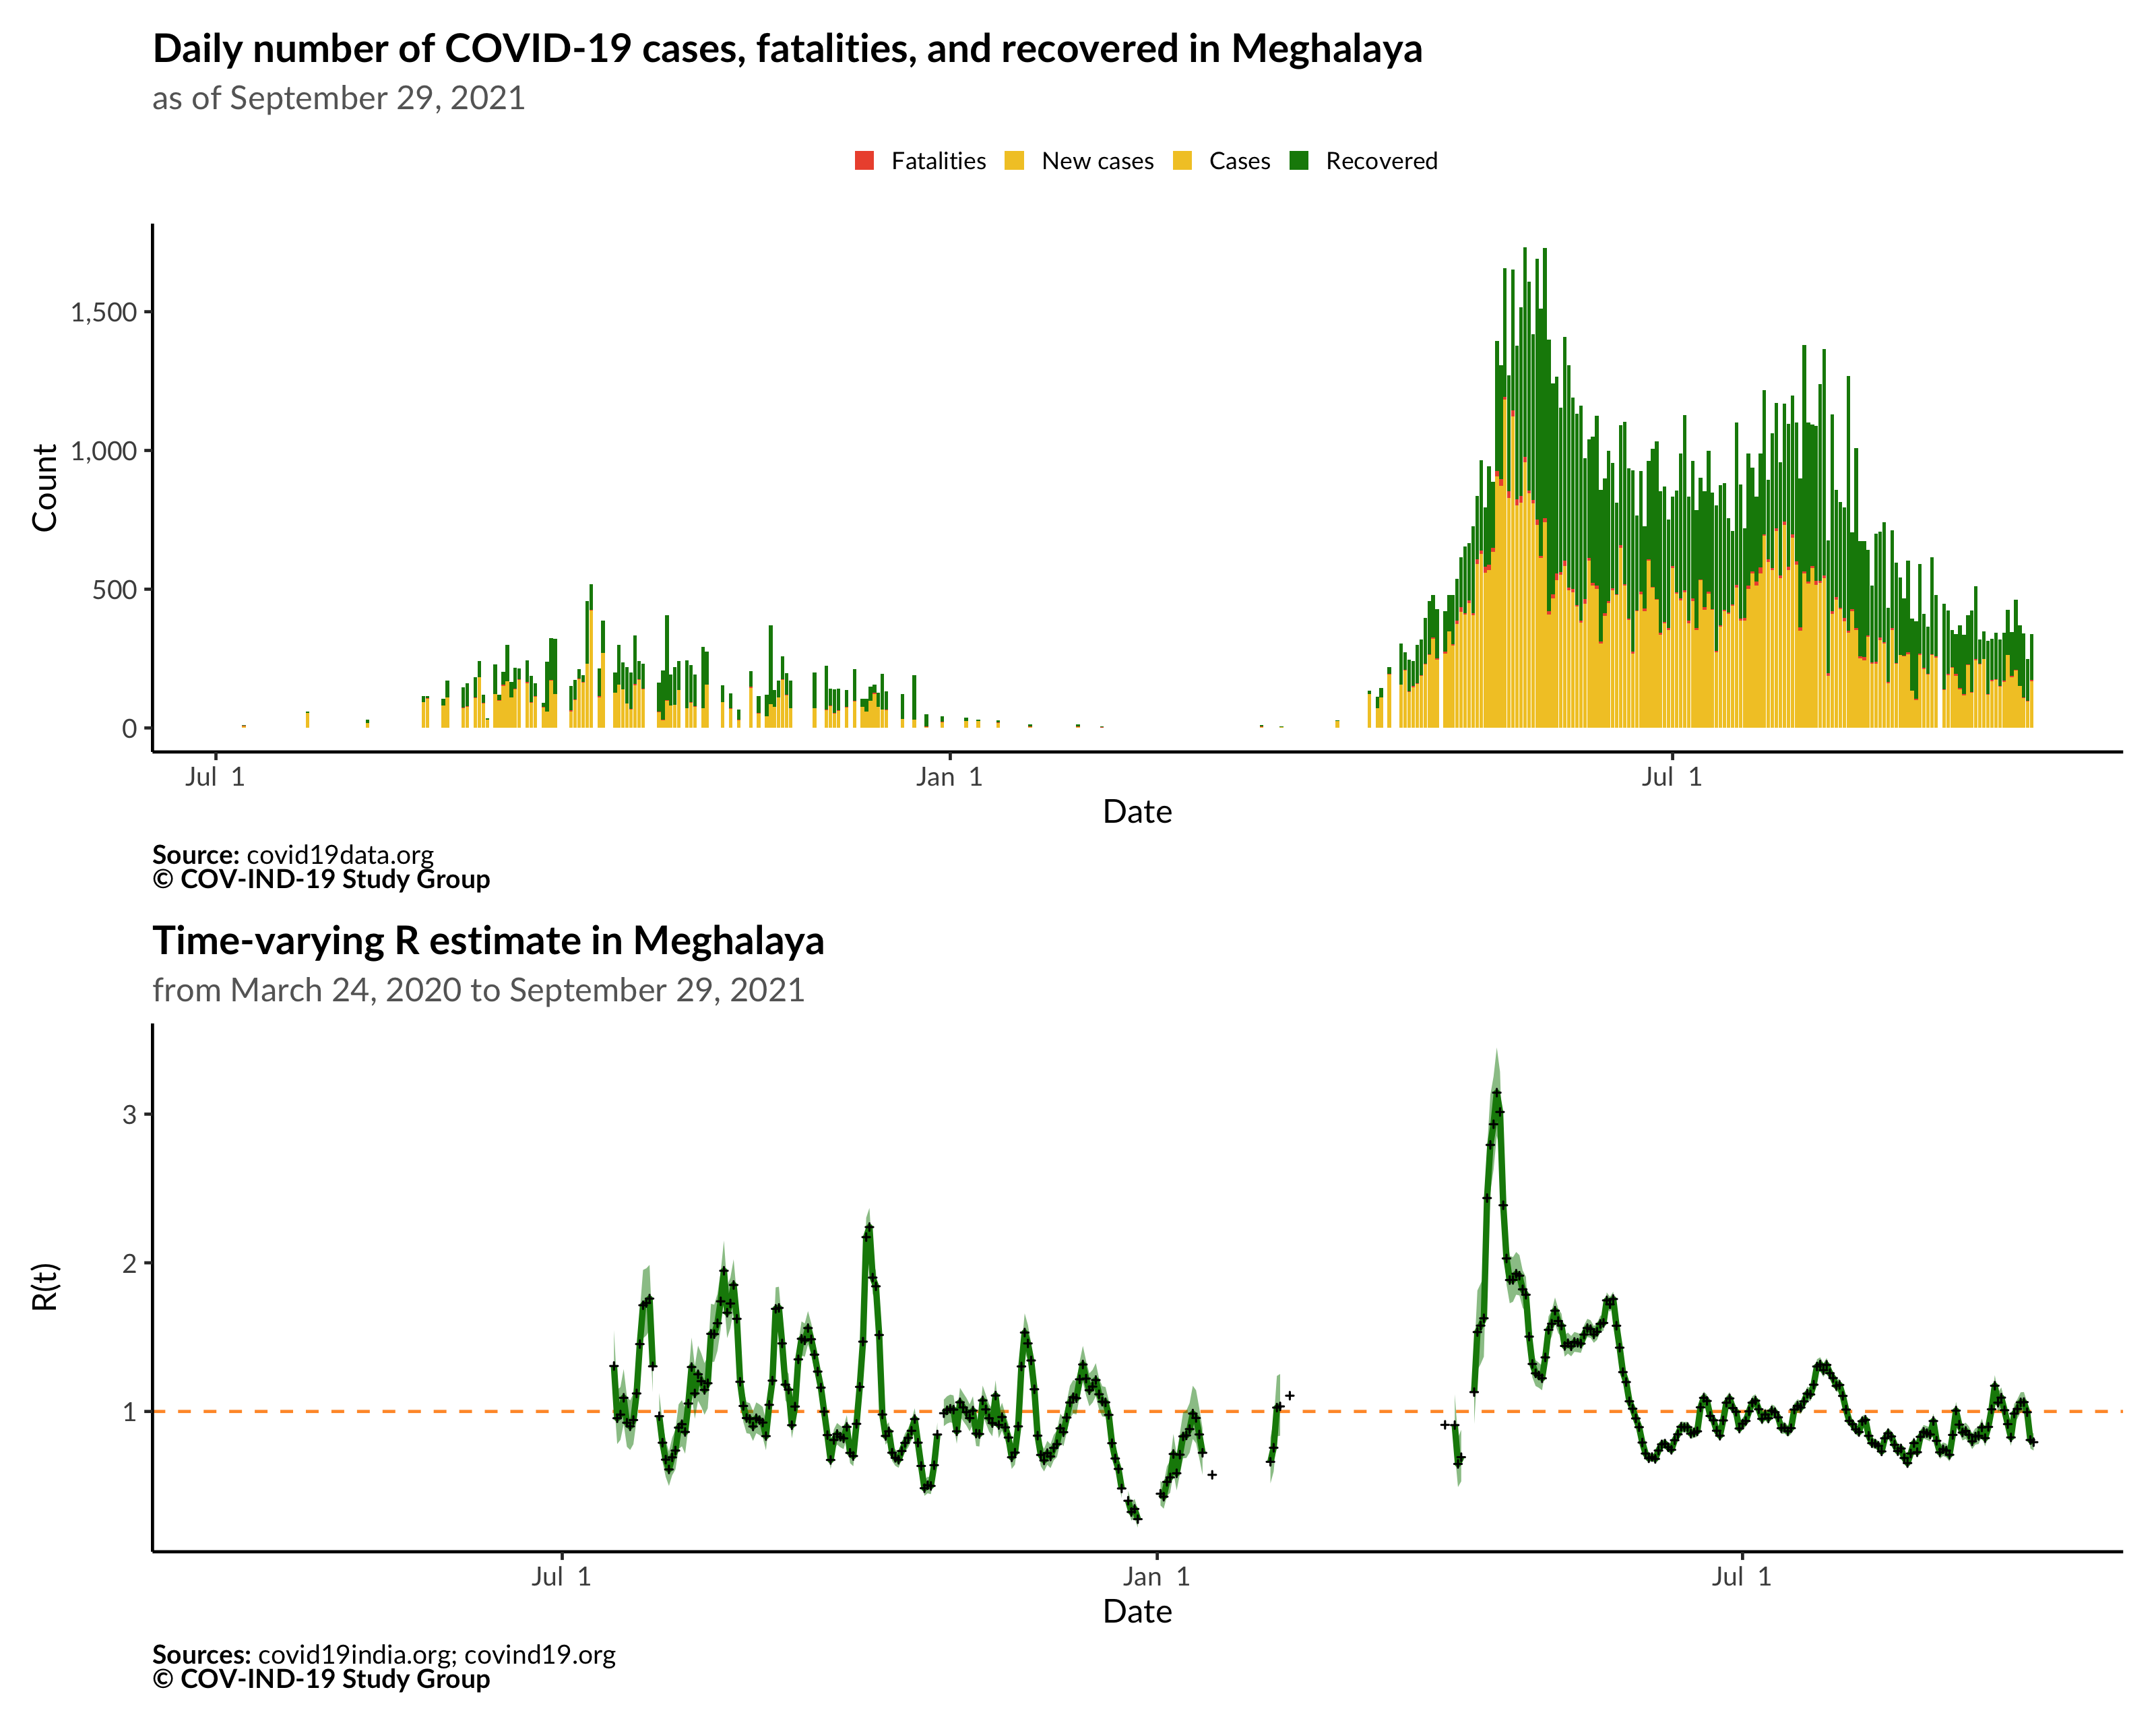 Daily number of COVID-19 cases, fatalities, and recovered in Meghalaya
as of September 29, 2021
Fatalities New cases Cases Recovered
Count
1,500
1,000
500
0
Jul 1 Jan 1 Jul 1
Date
Source: covid19data.org
© COV-IND-19 Study Group
Time-varying R estimate in Meghalaya
from March 24, 2020 to September 29, 2021
R(t)
3
2
1
Jul 1 Jan 1 Jul 1
Date
Sources: covid19india.org; covind19.org
© COV-IND-19 Study Group